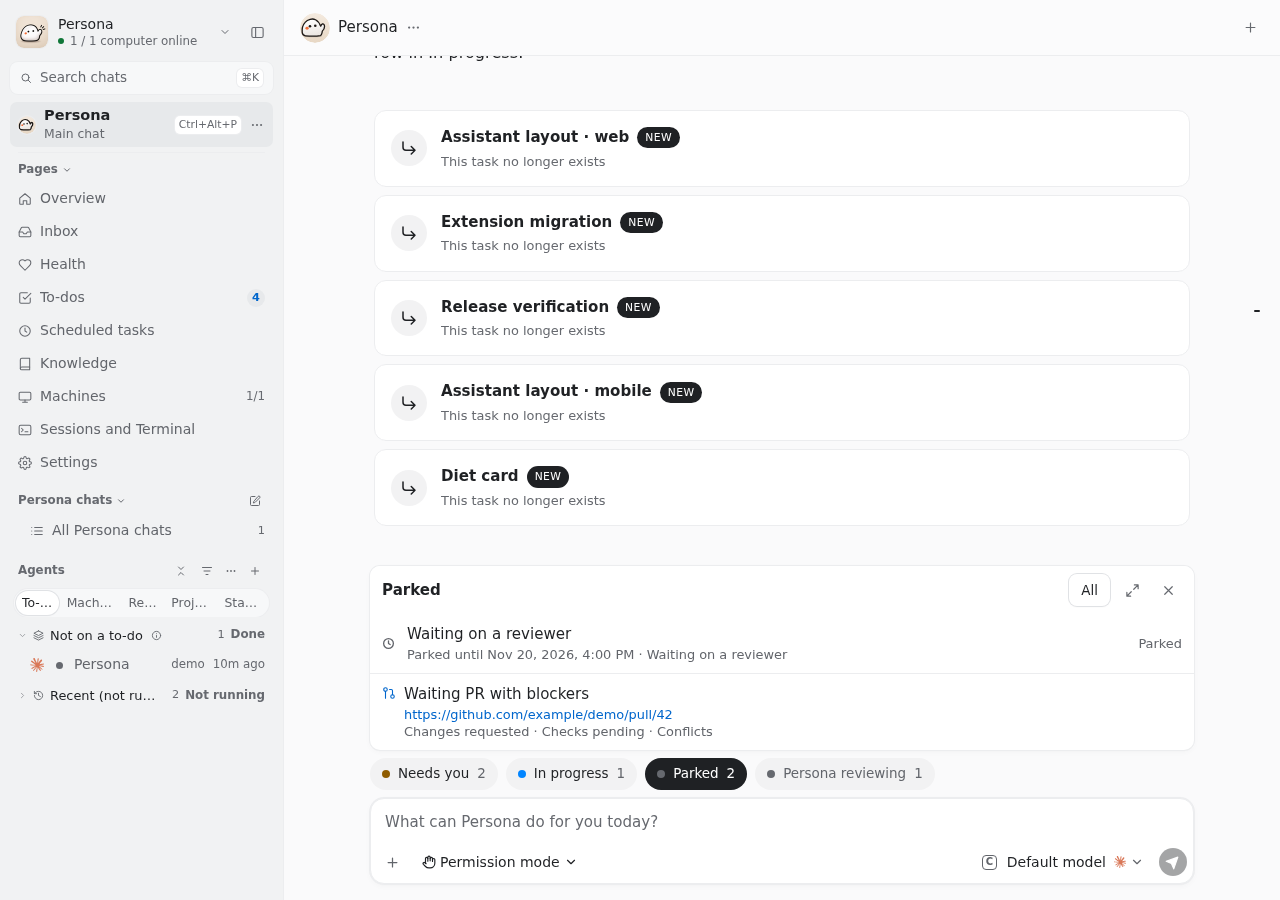 Persona
1 / 1 computer online
Search chats
⌘K
Persona
Main chat
Ctrl+Alt+P
Pages
Overview
Inbox
Health
To-dos
4
Scheduled tasks
Knowledge
Machines
1/1
Sessions and Terminal
Settings
Persona chats
All Persona chats
1
Agents
To-...
Mach...
Re...
Proj...
Sta...
Not on a to-do
1 Done
Persona
demo 10m ago
Recent (not ru...
2 Not running
Persona
row in in progress.
Assistant layout · web NEW
This task no longer exists
Extension migration NEW
This task no longer exists
Release verification NEW
This task no longer exists
Assistant layout · mobile NEW
This task no longer exists
Diet card NEW
This task no longer exists
Parked
All
Waiting on a reviewer
Parked until Nov 20, 2026, 4:00 PM · Waiting on a reviewer
Parked
Waiting PR with blockers
https://github.com/example/demo/pull/42
Changes requested · Checks pending · Conflicts
Needs you 2
In progress 1
Parked 2
Persona reviewing 1
What can Persona do for you today?
Permission mode
C
Default model